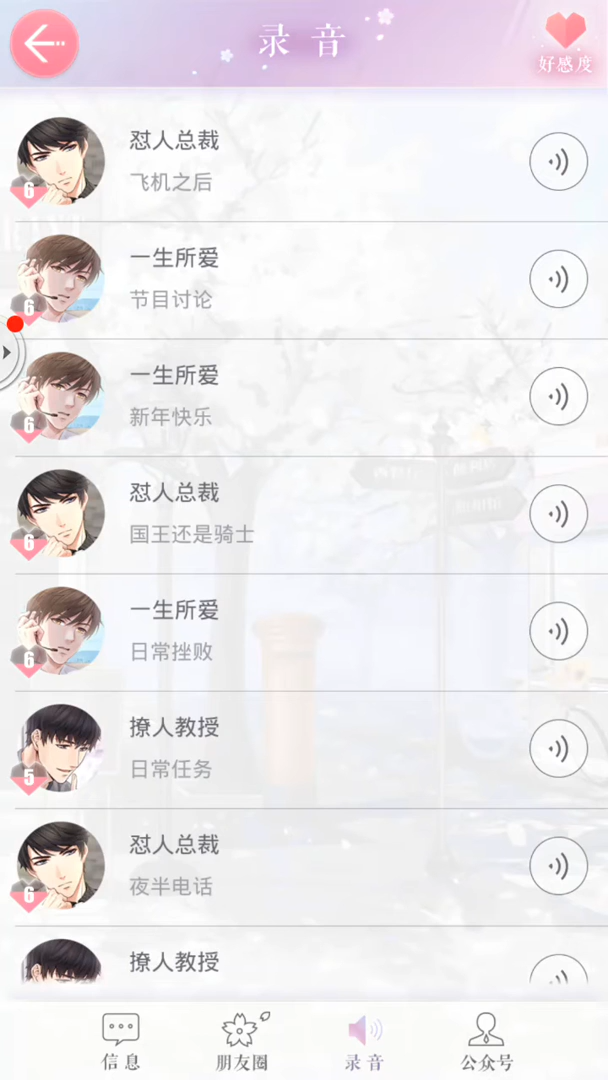 录音
好感度
怼人总裁
飞机之后
6
一生所爱
节目讨论
6
一生所爱
新年快乐
6
怼人总裁
国王还是骑士
6
一生所爱
日常挫败
6
撩人教授
日常任务
5
怼人总裁
夜半电话
6
撩人教授
信息
朋友圈
录音
公众号